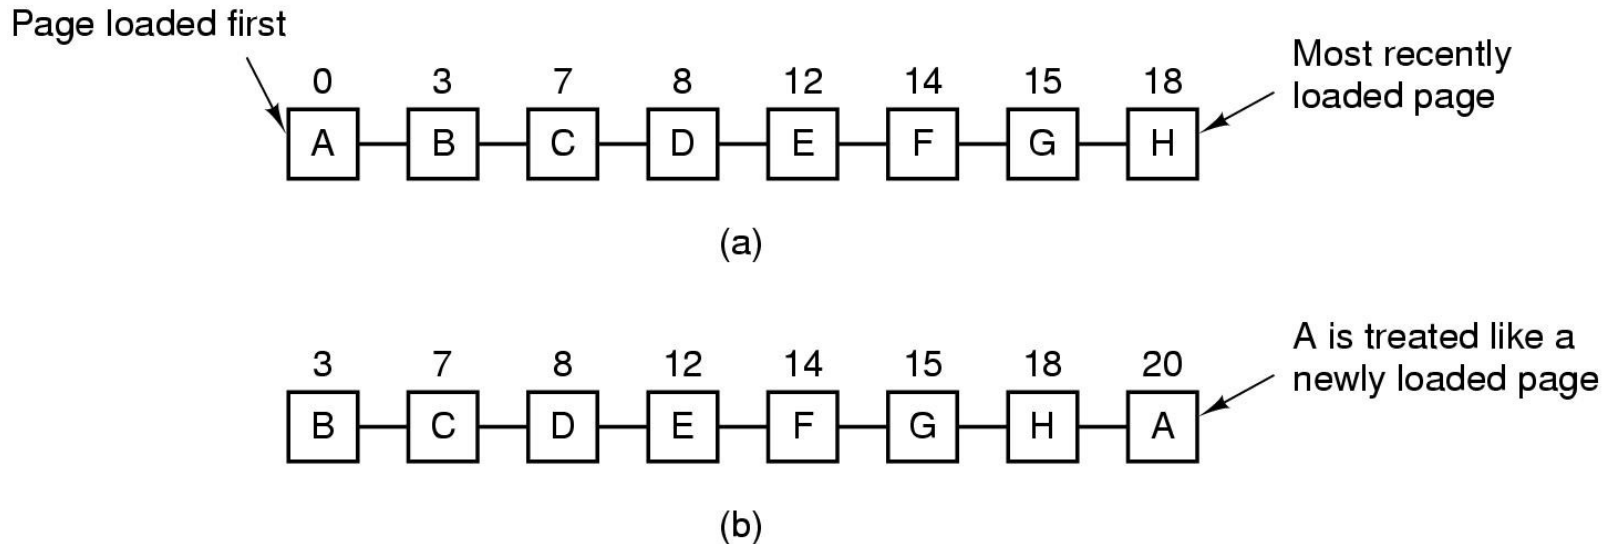 Page loaded first
0 3 7 8 12 14 15 18
Most recently
loaded page
A B C D E F G H
(a)
3 7 8 12 14 15 18 20
A is treated like a
newly loaded page
B C D E F G H A
(b)